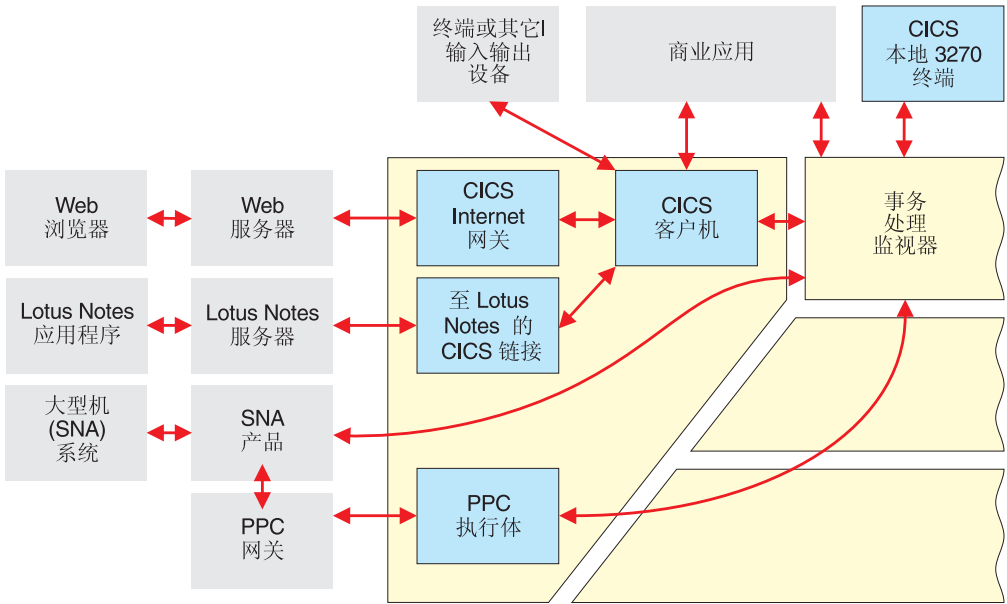 终端或其它I
输入输出
设备
商业应用
CICS
本地 3270
终端
Web
浏览器
Web
服务器
CICS
Internet
网关
CICS
客户机
事务
处理
监视器
Lotus Notes
应用程序
Lotus Notes
服务器
至 Lotus
Notes 的
CICS 链接
大型机
(SNA)
系统
SNA
产品
PPC
网关
PPC
执行体